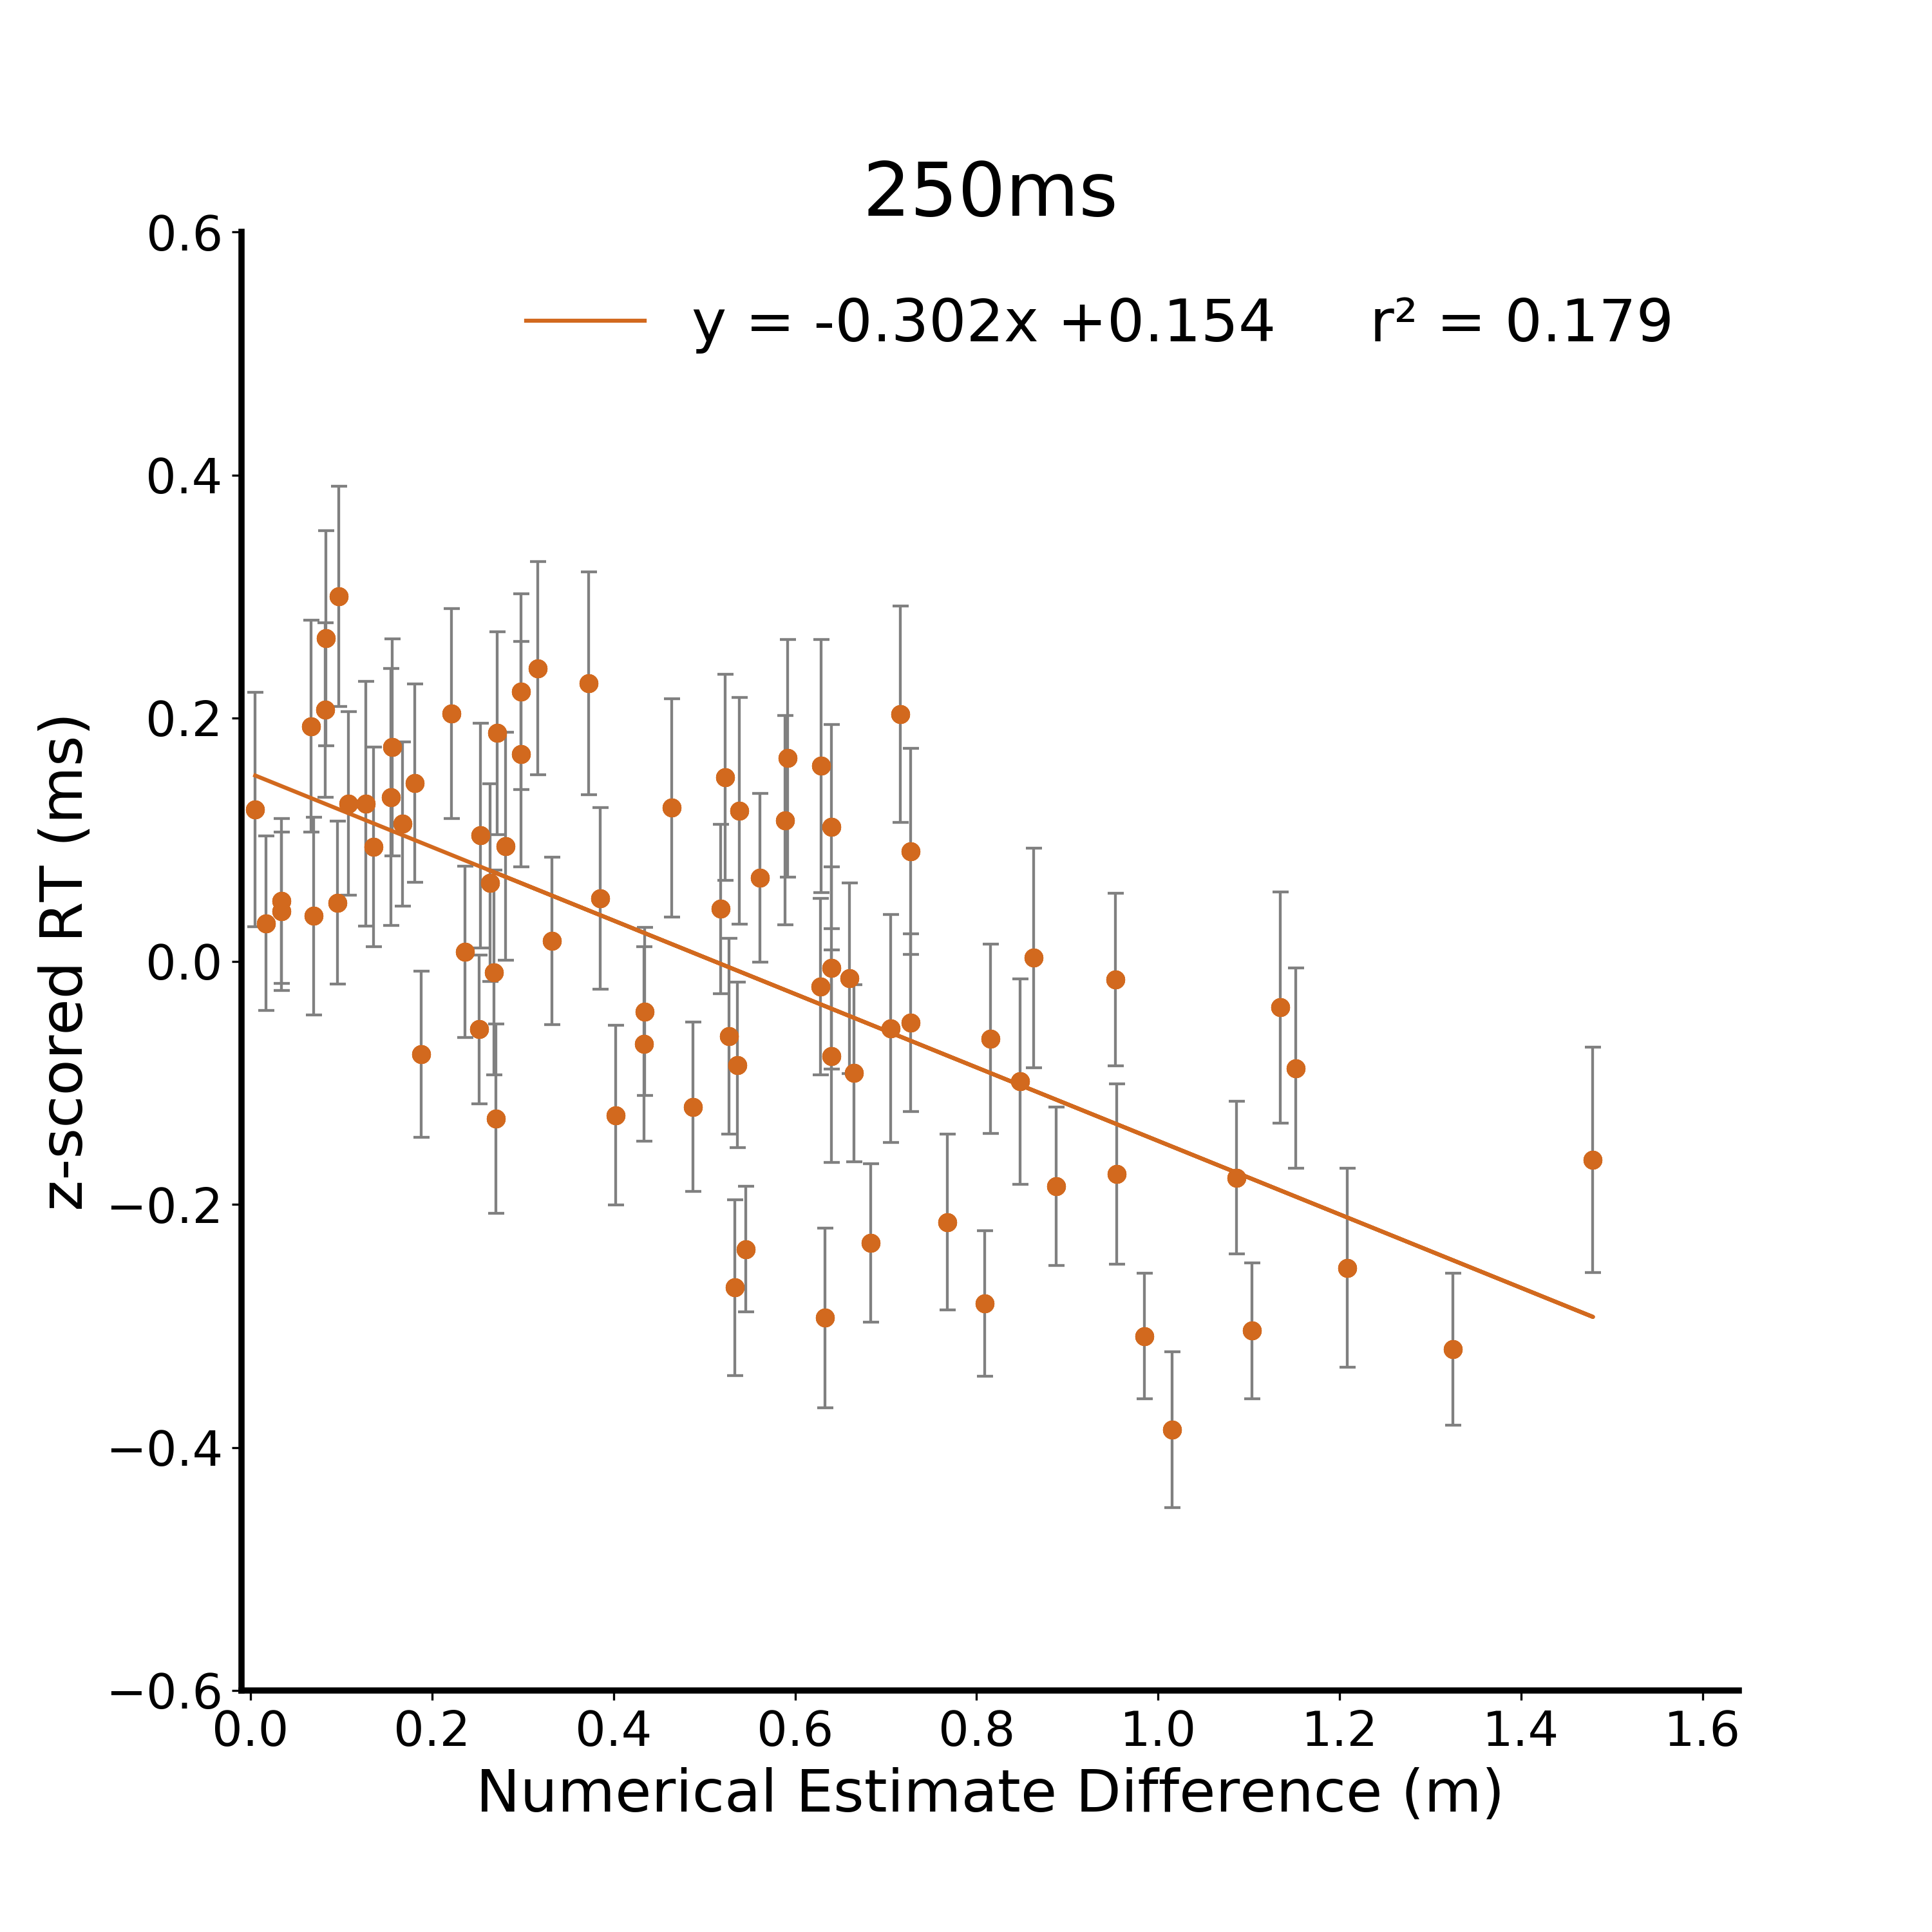 250ms
y = -0.302x +0.154 r² = 0.179
0.6
0.4
0.2
0.0
−0.2
−0.4
−0.6
z-scored RT (ms)
0.0 0.2 0.4 0.6 0.8 1.0 1.2 1.4 1.6
Numerical Estimate Difference (m)